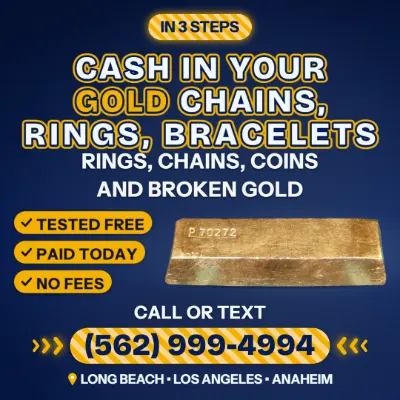 IN 3 STEPS
CASH IN YOUR
GOLD CHAINS,
RINGS, BRACELETS
RINGS, CHAINS, COINS
AND BROKEN GOLD
✓ TESTED FREE
✓ PAID TODAY
✓ NO FEES
P 70272
CALL OR TEXT
››› (562) 999-4994 ‹‹‹
LONG BEACH • LOS ANGELES • ANAHEIM